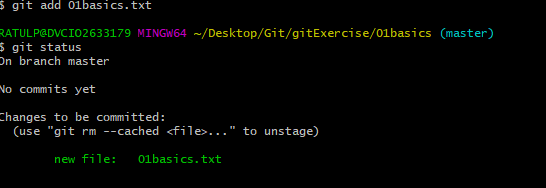 $ git add 01basics.txt
RATULP@DVCIO2633179 MINGW64 ~/Desktop/Git/gitExercise/01basics (master)
$ git status
On branch master
No commits yet
Changes to be committed:
(use "git rm --cached <file>..." to unstage)
new file: 01basics.txt